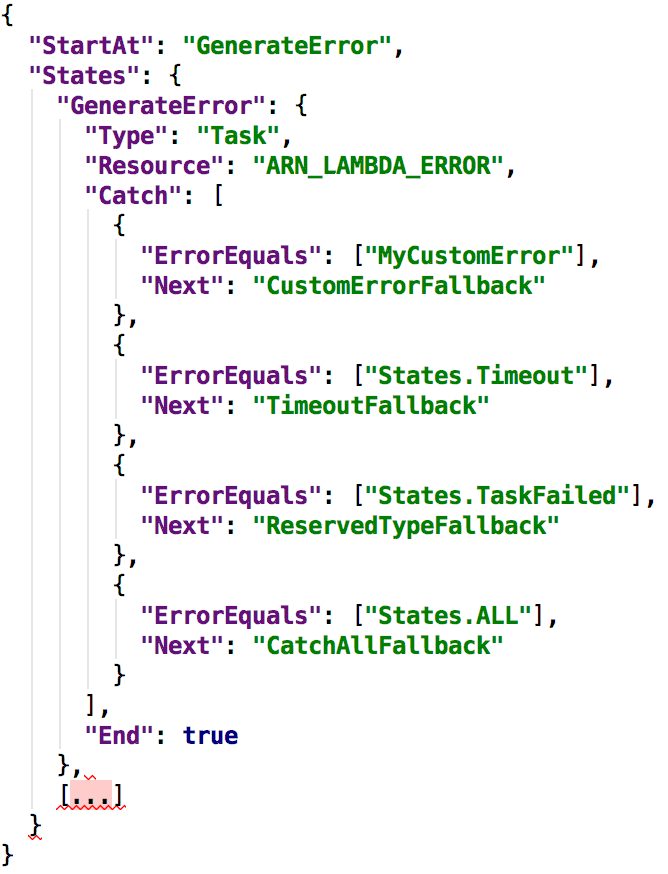 {
  "StartAt": "GenerateError",
  "States": {
    "GenerateError": {
      "Type": "Task",
      "Resource": "ARN_LAMBDA_ERROR",
      "Catch": [
        {
          "ErrorEquals": ["MyCustomError"],
          "Next": "CustomErrorFallback"
        },
        {
          "ErrorEquals": ["States.Timeout"],
          "Next": "TimeoutFallback"
        },
        {
          "ErrorEquals": ["States.TaskFailed"],
          "Next": "ReservedTypeFallback"
        },
        {
          "ErrorEquals": ["States.ALL"],
          "Next": "CatchAllFallback"
        }
      ],
      "End": true
    },
    [...]
  }
}